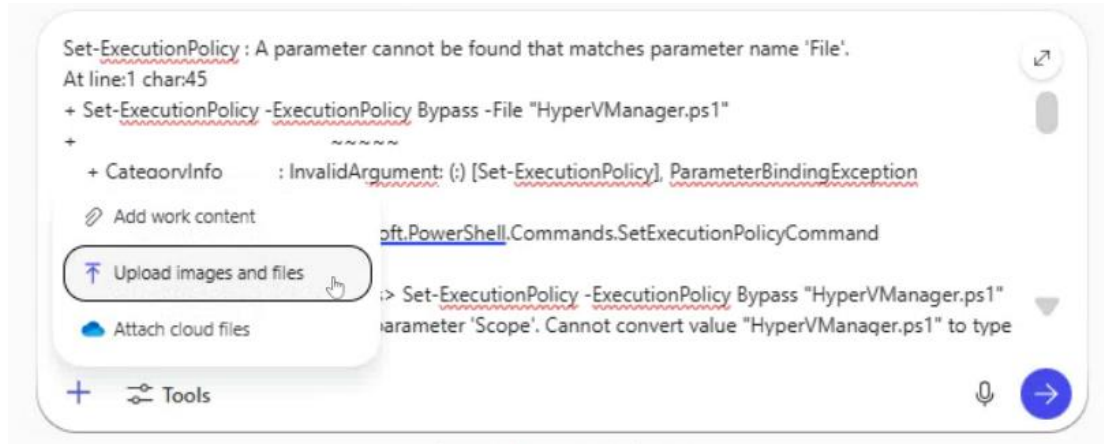 Set-ExecutionPolicy : A parameter cannot be found that matches parameter name 'File'.
At line:1 char:45
+ Set-ExecutionPolicy -ExecutionPolicy Bypass -File "HyperVManager.ps1"
+ ~~~~~
+ CategoryInfo : InvalidArgument: (:) [Set-ExecutionPolicy], ParameterBindingException
Add work content
oft.PowerShell.Commands.SetExecutionPolicyCommand
Upload images and files
> Set-ExecutionPolicy -ExecutionPolicy Bypass "HyperVManager.ps1"
Attach cloud files
parameter 'Scope'. Cannot convert value "HyperVManager.ps1" to type
Tools